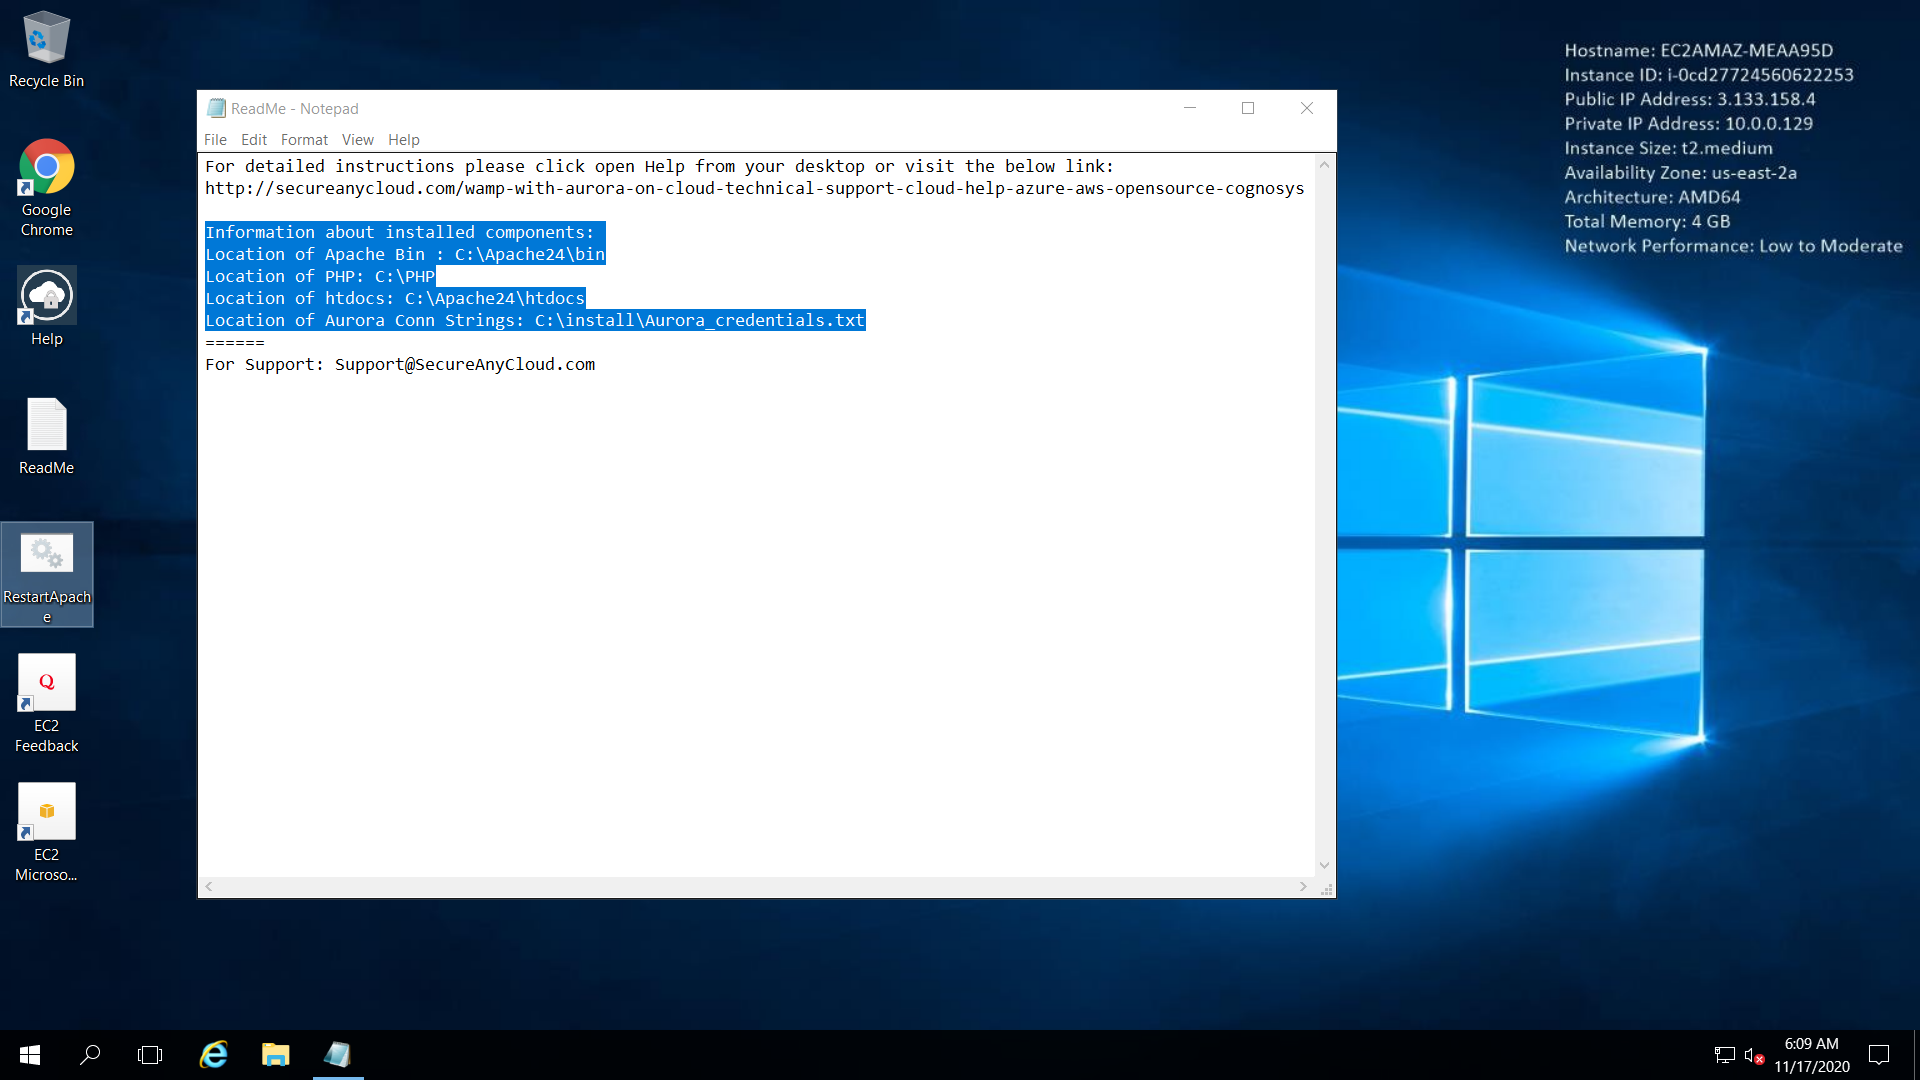 Recycle Bin
Google
Chrome
Help
ReadMe
RestartApach
e
Q
EC2
Feedback
EC2
Microso...
ReadMe - Notepad
File Edit Format View Help
For detailed instructions please click open Help from your desktop or visit the below link:
http://secureanycloud.com/wamp-with-aurora-on-cloud-technical-support-cloud-help-azure-aws-opensource-cognosys
Information about installed components:
Location of Apache Bin : C:\Apache24\bin
Location of PHP: C:\PHP
Location of htdocs: C:\Apache24\htdocs
Location of Aurora Conn Strings: C:\install\Aurora_credentials.txt
======
For Support: Support@SecureAnyCloud.com
Hostname: EC2AMAZ-MEAA95D
Instance ID: i-0cd27724560622253
Public IP Address: 3.133.158.4
Private IP Address: 10.0.0.129
Instance Size: t2.medium
Availability Zone: us-east-2a
Architecture: AMD64
Total Memory: 4 GB
Network Performance: Low to Moderate
6:09 AM
11/17/2020